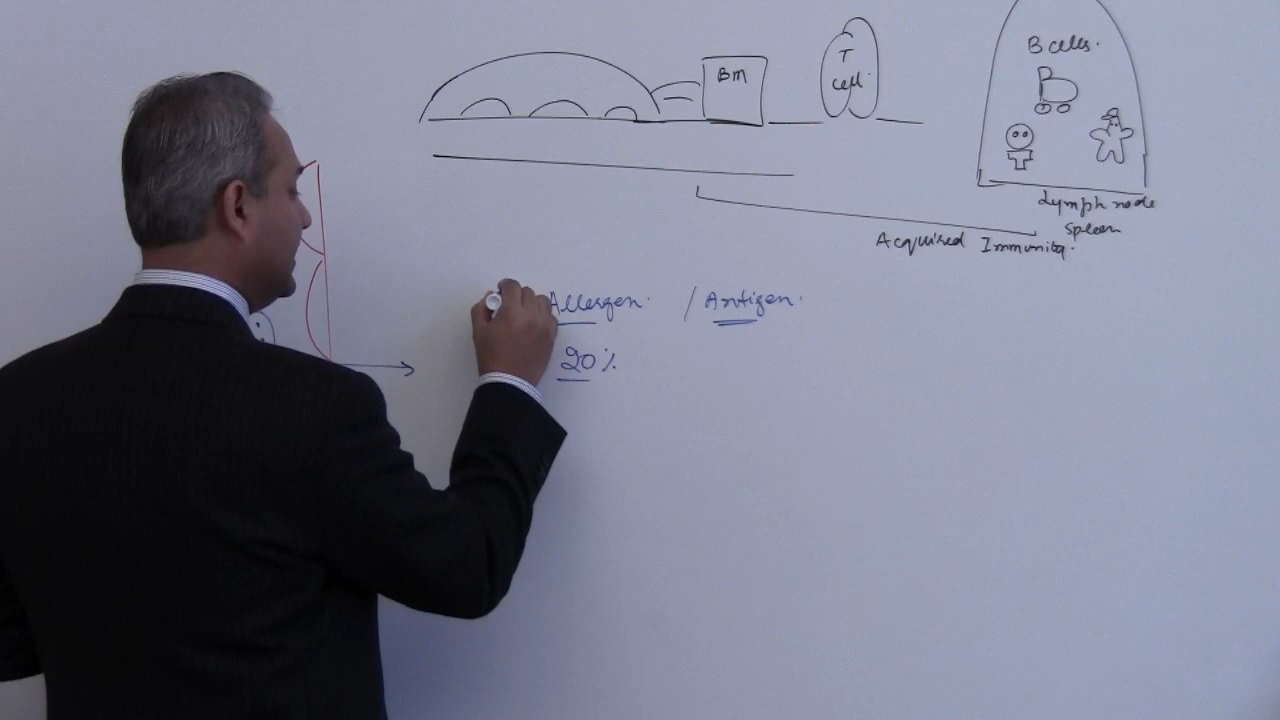 BM
T
cell.
B cells.
Lymph node
Spleen
Acquired Immunity.
Allergen. / Antigen.
20%